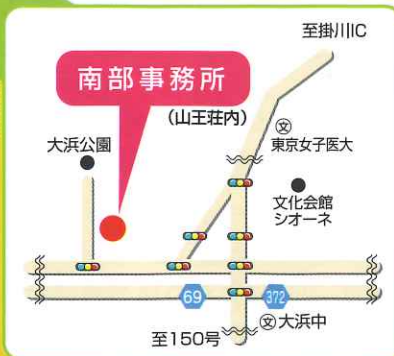 至掛川IC
南部事務所
(山王荘内)
㊛
東京女子医大
大浜公園
文化会館
シオーネ
69
372
㊛大浜中
至150号